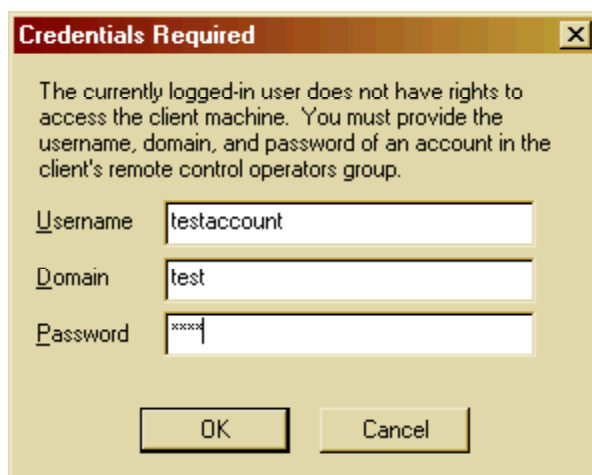 Credentials Required
The currently logged-in user does not have rights to
access the client machine. You must provide the
username, domain, and password of an account in the
client's remote control operators group.
Username testaccount
Domain test
Password ****
OK Cancel